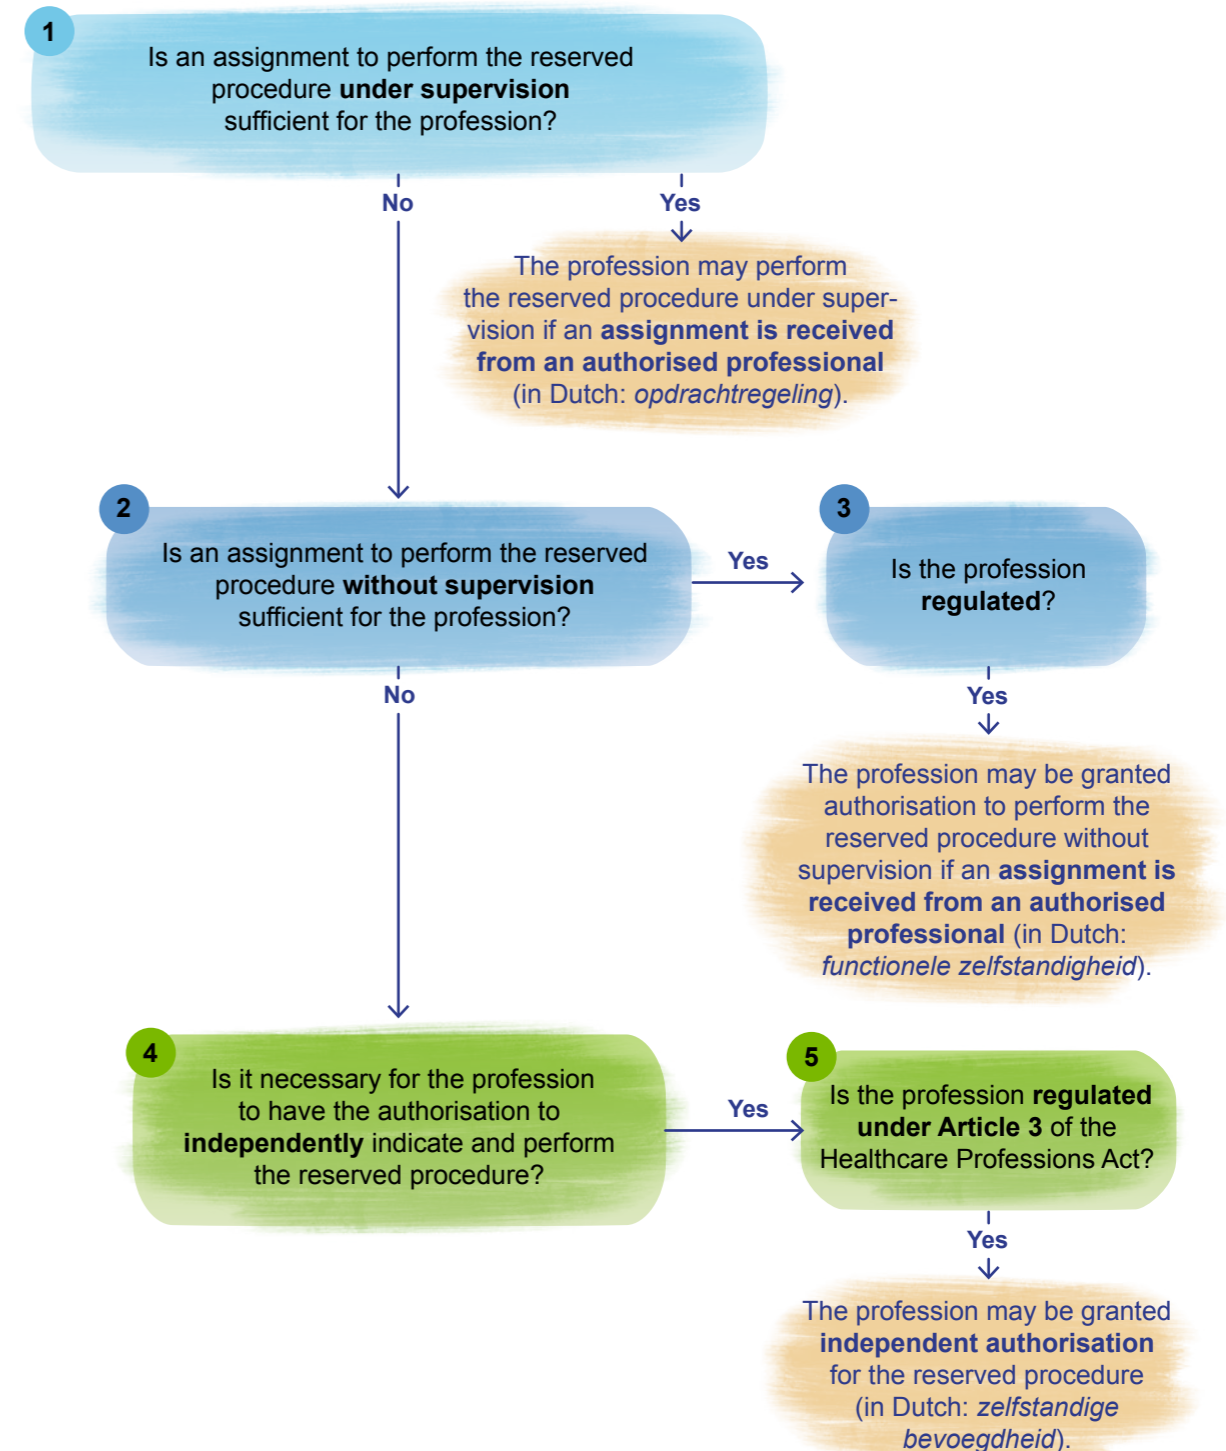 1
Is an assignment to perform the reserved
procedure under supervision
sufficient for the profession?
No
Yes
The profession may perform
the reserved procedure under super-
vision if an assignment is received
from an authorised professional
(in Dutch: opdrachtregeling).
2
Is an assignment to perform the reserved
procedure without supervision
sufficient for the profession?
Yes
3
Is the profession
regulated?
No
Yes
The profession may be granted
authorisation to perform the
reserved procedure without
supervision if an assignment is
received from an authorised
professional (in Dutch:
functionele zelfstandigheid).
4
Is it necessary for the profession
to have the authorisation to
independently indicate and perform
the reserved procedure?
Yes
5
Is the profession regulated
under Article 3 of the
Healthcare Professions Act?
Yes
The profession may be granted
independent authorisation
for the reserved procedure
(in Dutch: zelfstandige
bevoegdheid).